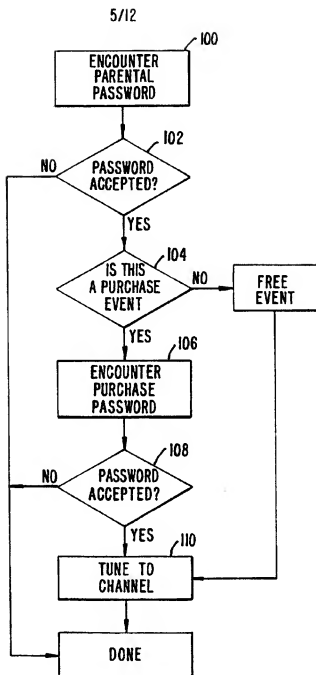 5/12
100
ENCOUNTER
PARENTAL
PASSWORD
102
NO
PASSWORD
ACCEPTED?
YES
104
IS THIS
A PURCHASE
EVENT
NO
FREE
EVENT
YES
106
ENCOUNTER
PURCHASE
PASSWORD
108
NO
PASSWORD
ACCEPTED?
YES
110
TUNE TO
CHANNEL
DONE